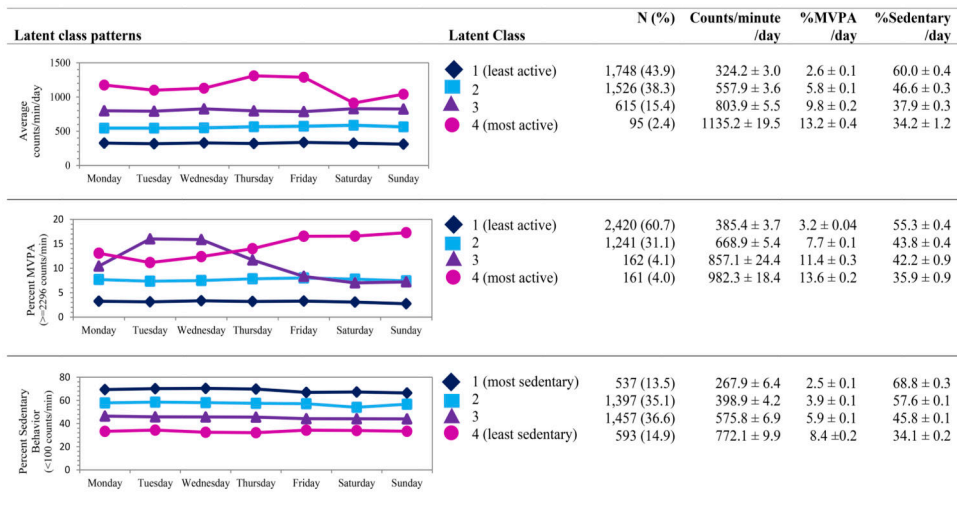 Latent class patterns Latent Class N (%) Counts/minute /day %MVPA /day %Sedentary /day
Average counts/min/day
1500
1000
500
0
Monday Tuesday Wednesday Thursday Friday Saturday Sunday
1 (least active) 1,748 (43.9) 324.2 ± 3.0 2.6 ± 0.1 60.0 ± 0.4
2 1,526 (38.3) 557.9 ± 3.6 5.8 ± 0.1 46.6 ± 0.3
3 615 (15.4) 803.9 ± 5.5 9.8 ± 0.2 37.9 ± 0.3
4 (most active) 95 (2.4) 1135.2 ± 19.5 13.2 ± 0.4 34.2 ± 1.2
Percent MVPA
(>=2296 counts/min)
20
15
10
5
0
Monday Tuesday Wednesday Thursday Friday Saturday Sunday
1 (least active) 2,420 (60.7) 385.4 ± 3.7 3.2 ± 0.04 55.3 ± 0.4
2 1,241 (31.1) 668.9 ± 5.4 7.7 ± 0.1 43.8 ± 0.4
3 162 (4.1) 857.1 ± 24.4 11.4 ± 0.3 42.2 ± 0.9
4 (most active) 161 (4.0) 982.3 ± 18.4 13.6 ± 0.2 35.9 ± 0.9
Percent Sedentary
Behavior
(<100 counts/min)
80
60
40
20
0
Monday Tuesday Wednesday Thursday Friday Saturday Sunday
1 (most sedentary) 537 (13.5) 267.9 ± 6.4 2.5 ± 0.1 68.8 ± 0.3
2 1,397 (35.1) 398.9 ± 4.2 3.9 ± 0.1 57.6 ± 0.1
3 1,457 (36.6) 575.8 ± 6.9 5.9 ± 0.1 45.8 ± 0.1
4 (least sedentary) 593 (14.9) 772.1 ± 9.9 8.4 ±0.2 34.1 ± 0.2